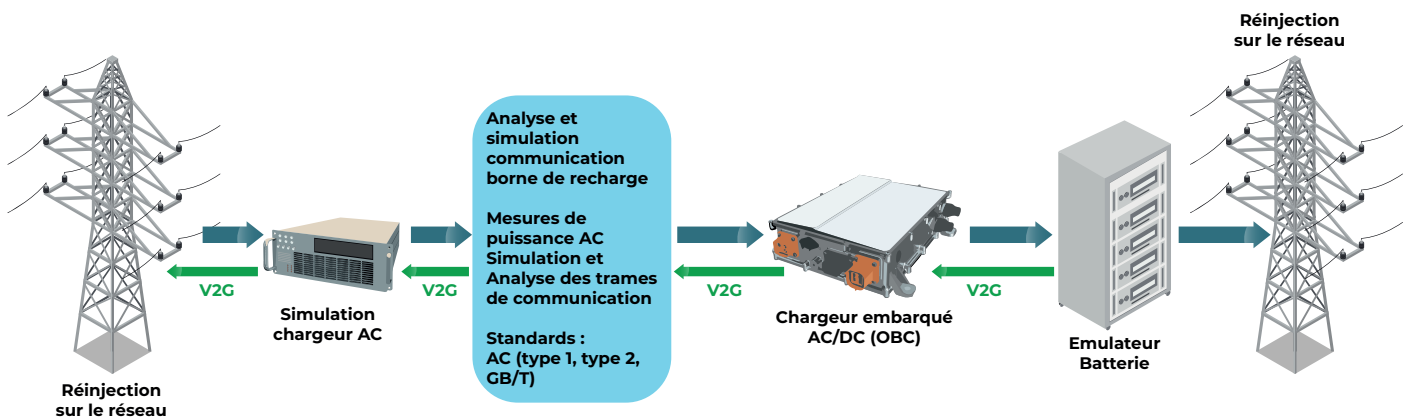 Réinjection
sur le réseau
Analyse et
simulation
communication
borne de recharge
Mesures de
puissance AC
Simulation et
Analyse des trames
de communication
Standards :
AC (type 1, type 2,
GB/T)
V2G
V2G
V2G
V2G
Simulation
chargeur AC
Chargeur embarqué
AC/DC (OBC)
Emulateur
Batterie
Réinjection
sur le réseau